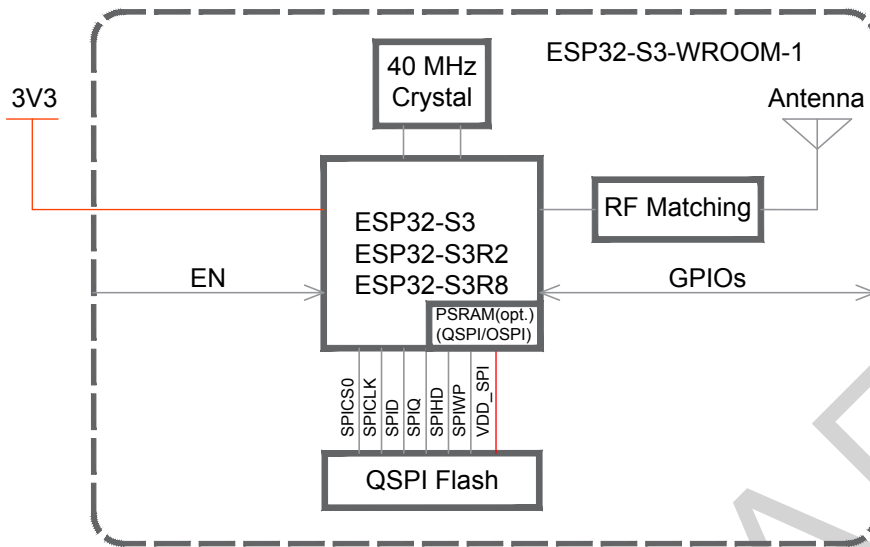 ESP32-S3-WROOM-1
40 MHz
Crystal
3V3
Antenna
RF Matching
ESP32-S3
ESP32-S3R2
ESP32-S3R8
EN
GPIOs
PSRAM(opt.)
(QSPI/OSPI)
SPICS0
SPICLK
SPID
SPIQ
SPIHD
SPIWP
VDD_SPI
QSPI Flash